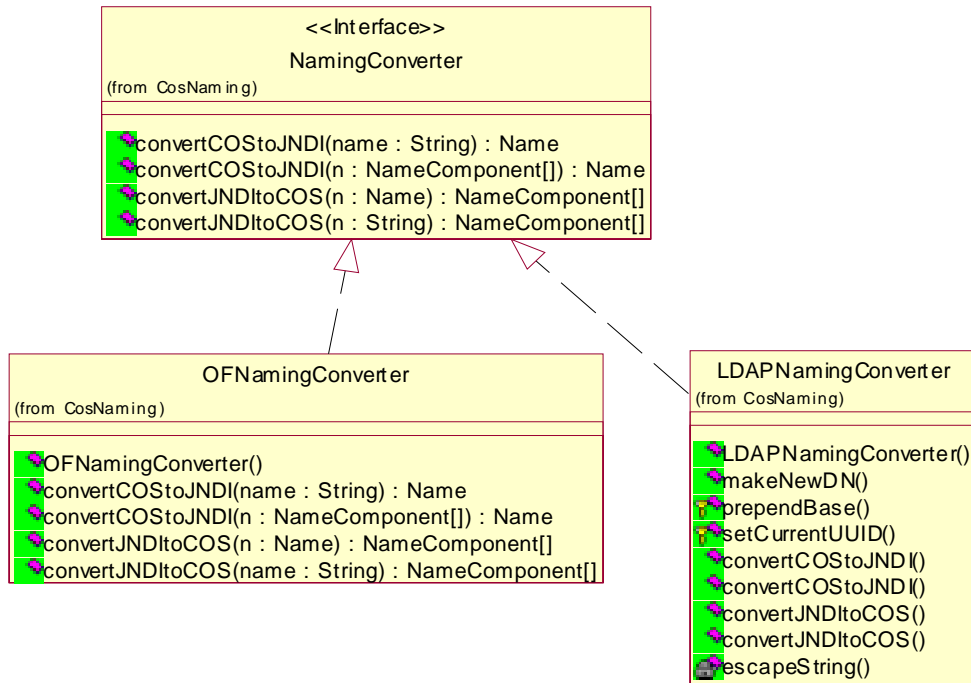 <<Interface>>
NamingConverter
(from CosNaming)
convertCOStoJNDI(name : String) : Name
convertCOStoJNDI(n : NameComponent[]) : Name
convertJNDItoCOS(n : Name) : NameComponent[]
convertJNDItoCOS(n : String) : NameComponent[]
OFNamingConverter
(from CosNaming)
OFNamingConverter()
convertCOStoJNDI(name : String) : Name
convertCOStoJNDI(n : NameComponent[]) : Name
convertJNDItoCOS(n : Name) : NameComponent[]
convertJNDItoCOS(name : String) : NameComponent[]
LDAPNamingConverter
(from CosNaming)
LDAPNamingConverter()
makeNewDN()
prependBase()
setCurrentUUID()
convertCOStoJNDI()
convertCOStoJNDI()
convertJNDItoCOS()
convertJNDItoCOS()
escapeString()